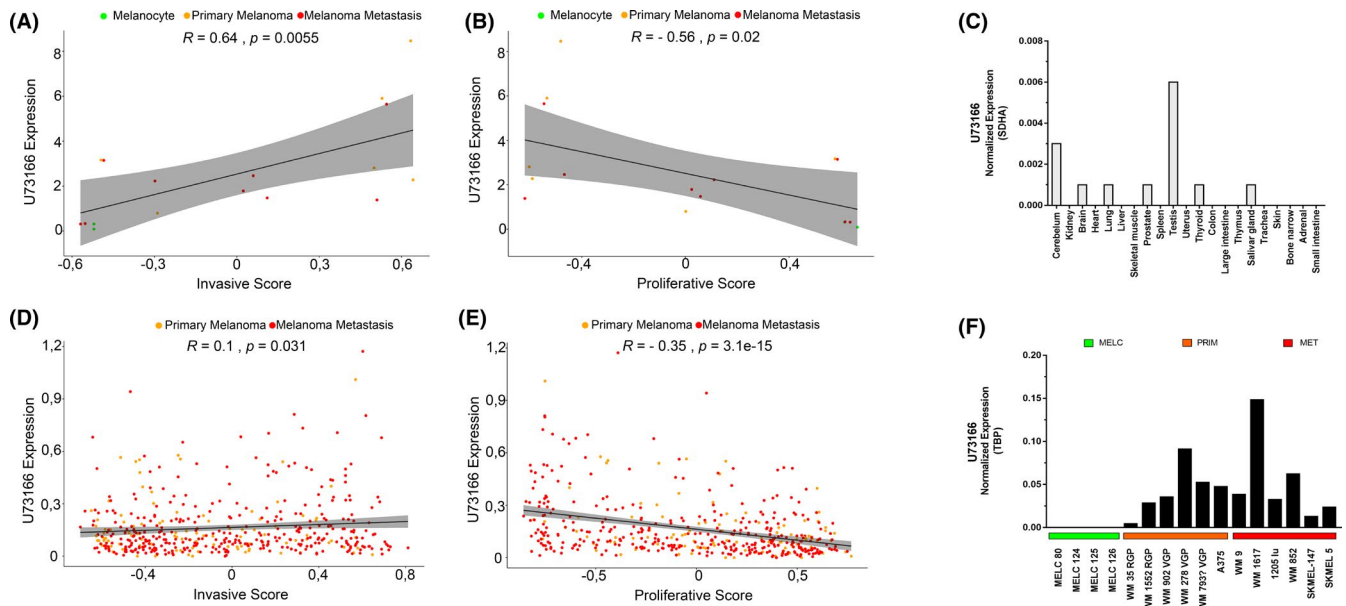 (A)
Melanocyte Primary Melanoma Melanoma Metastasis
R = 0.64 , p = 0.0055
U73166 Expression
8
6
4
2
0
-0,6 -0,3 0 0,3 0,6
Invasive Score
(B)
Melanocyte Primary Melanoma Melanoma Metastasis
R = - 0.56 , p = 0.02
U73166 Expression
8
6
4
2
0
-0,4 0 0,4
Proliferative Score
(C)
U73166
Normalized Expression
(SDHA)
0.008
0.006
0.004
0.002
0.000
Cerebelum
Kidney
Brain
Heart
Lung
Liver
Skeletal muscle
Prostate
Spleen
Testis
Uterus
Thyroid
Colon
Large intestine
Thymus
Salivar gland
Trachea
Skin
Bone narrow
Adrenal
Small intestine
(D)
Primary Melanoma Melanoma Metastasis
R = 0.1 , p = 0.031
U73166 Expression
1,2
0,9
0,6
0,3
0
-0,4 0 0,4 0,8
Invasive Score
(E)
Primary Melanoma Melanoma Metastasis
R = - 0.35 , p = 3.1e-15
U73166 Expression
1,2
0,9
0,6
0,3
0
-0,5 0 0,5
Proliferative Score
(F)
MELC PRIM MET
U73166
Normalized Expression
(TBP)
0.20
0.15
0.10
0.05
0.00
MELC 80
MELC 124
MELC 125
MELC 126
WM 35 RGP
WM 1552 RGP
WM 902 VGP
WM 278 VGP
WM 793? VGP
A375
WM 9
WM 1617
1205 lu
WM 852
SKMEL-147
SKMEL 5